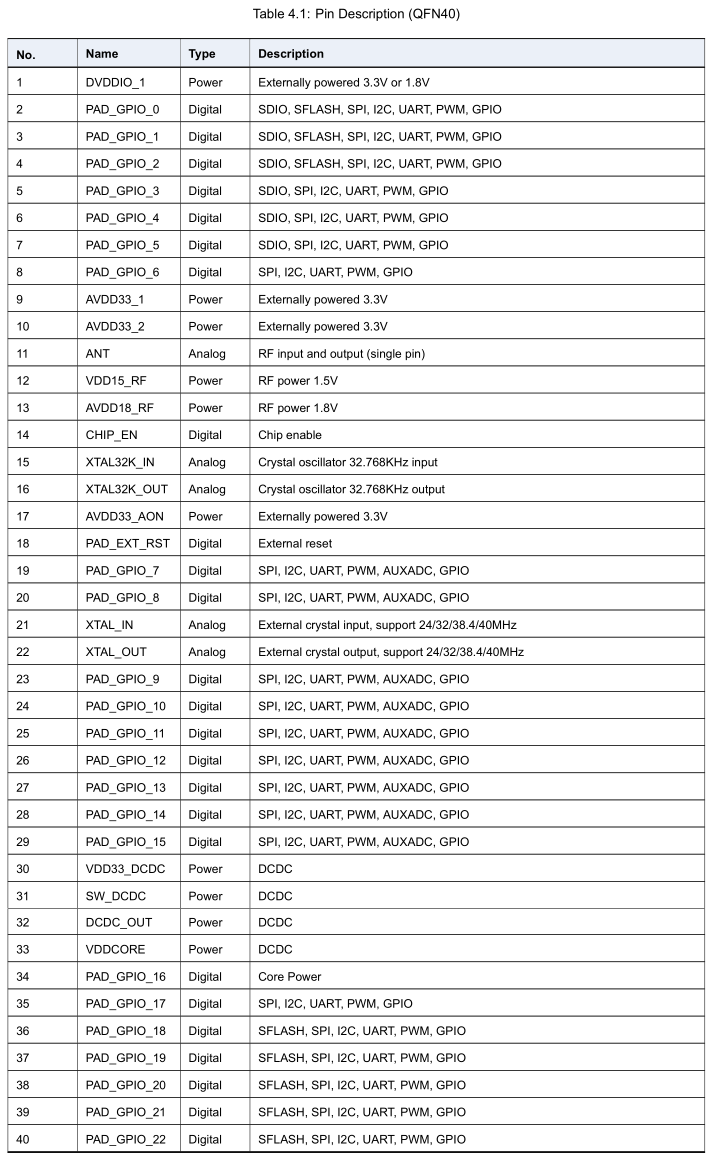 Table 4.1: Pin Description (QFN40)
No. Name Type Description
1 DVDDIO_1 Power Externally powered 3.3V or 1.8V
2 PAD_GPIO_0 Digital SDIO, SFLASH, SPI, I2C, UART, PWM, GPIO
3 PAD_GPIO_1 Digital SDIO, SFLASH, SPI, I2C, UART, PWM, GPIO
4 PAD_GPIO_2 Digital SDIO, SFLASH, SPI, I2C, UART, PWM, GPIO
5 PAD_GPIO_3 Digital SDIO, SPI, I2C, UART, PWM, GPIO
6 PAD_GPIO_4 Digital SDIO, SPI, I2C, UART, PWM, GPIO
7 PAD_GPIO_5 Digital SDIO, SPI, I2C, UART, PWM, GPIO
8 PAD_GPIO_6 Digital SPI, I2C, UART, PWM, GPIO
9 AVDD33_1 Power Externally powered 3.3V
10 AVDD33_2 Power Externally powered 3.3V
11 ANT Analog RF input and output (single pin)
12 VDD15_RF Power RF power 1.5V
13 AVDD18_RF Power RF power 1.8V
14 CHIP_EN Digital Chip enable
15 XTAL32K_IN Analog Crystal oscillator 32.768KHz input
16 XTAL32K_OUT Analog Crystal oscillator 32.768KHz output
17 AVDD33_AON Power Externally powered 3.3V
18 PAD_EXT_RST Digital External reset
19 PAD_GPIO_7 Digital SPI, I2C, UART, PWM, AUXADC, GPIO
20 PAD_GPIO_8 Digital SPI, I2C, UART, PWM, AUXADC, GPIO
21 XTAL_IN Analog External crystal input, support 24/32/38.4/40MHz
22 XTAL_OUT Analog External crystal output, support 24/32/38.4/40MHz
23 PAD_GPIO_9 Digital SPI, I2C, UART, PWM, AUXADC, GPIO
24 PAD_GPIO_10 Digital SPI, I2C, UART, PWM, AUXADC, GPIO
25 PAD_GPIO_11 Digital SPI, I2C, UART, PWM, AUXADC, GPIO
26 PAD_GPIO_12 Digital SPI, I2C, UART, PWM, AUXADC, GPIO
27 PAD_GPIO_13 Digital SPI, I2C, UART, PWM, AUXADC, GPIO
28 PAD_GPIO_14 Digital SPI, I2C, UART, PWM, AUXADC, GPIO
29 PAD_GPIO_15 Digital SPI, I2C, UART, PWM, AUXADC, GPIO
30 VDD33_DCDC Power DCDC
31 SW_DCDC Power DCDC
32 DCDC_OUT Power DCDC
33 VDDCORE Power DCDC
34 PAD_GPIO_16 Digital Core Power
35 PAD_GPIO_17 Digital SPI, I2C, UART, PWM, GPIO
36 PAD_GPIO_18 Digital SFLASH, SPI, I2C, UART, PWM, GPIO
37 PAD_GPIO_19 Digital SFLASH, SPI, I2C, UART, PWM, GPIO
38 PAD_GPIO_20 Digital SFLASH, SPI, I2C, UART, PWM, GPIO
39 PAD_GPIO_21 Digital SFLASH, SPI, I2C, UART, PWM, GPIO
40 PAD_GPIO_22 Digital SFLASH, SPI, I2C, UART, PWM, GPIO